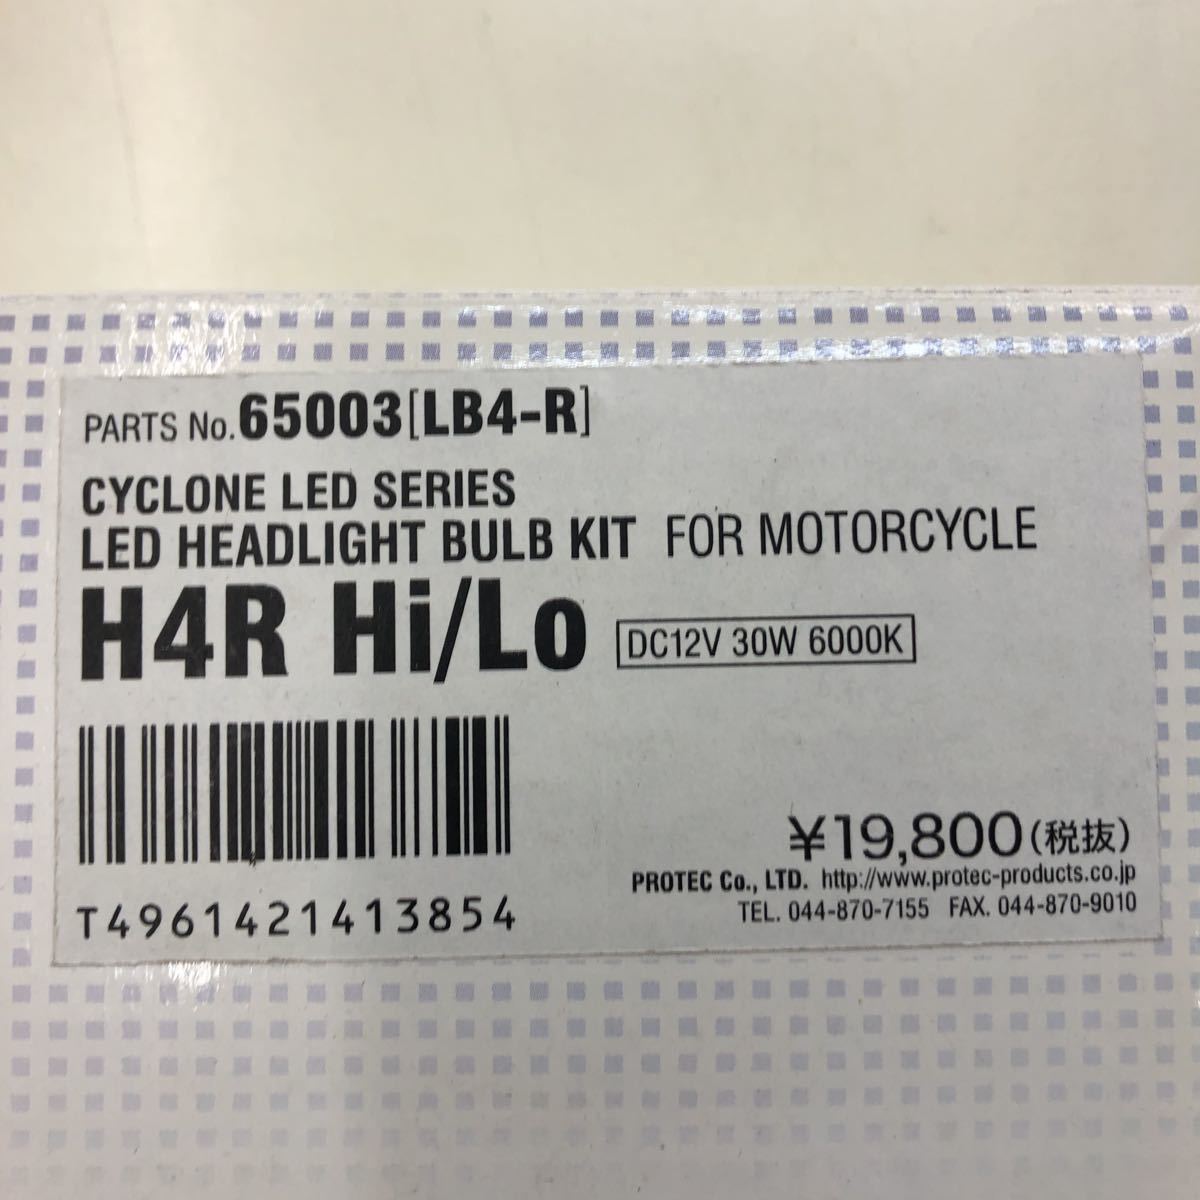 PARTS No.65003[LB4-R]
CYCLONE LED SERIES
LED HEADLIGHT BULB KIT FOR MOTORCYCLE
H4R Hi/Lo DC12V 30W 6000K
T4961421413854
¥19,800(税抜)
PROTEC Co., LTD. http://www.protec-products.co.jp
TEL. 044-870-7155 FAX. 044-870-9010